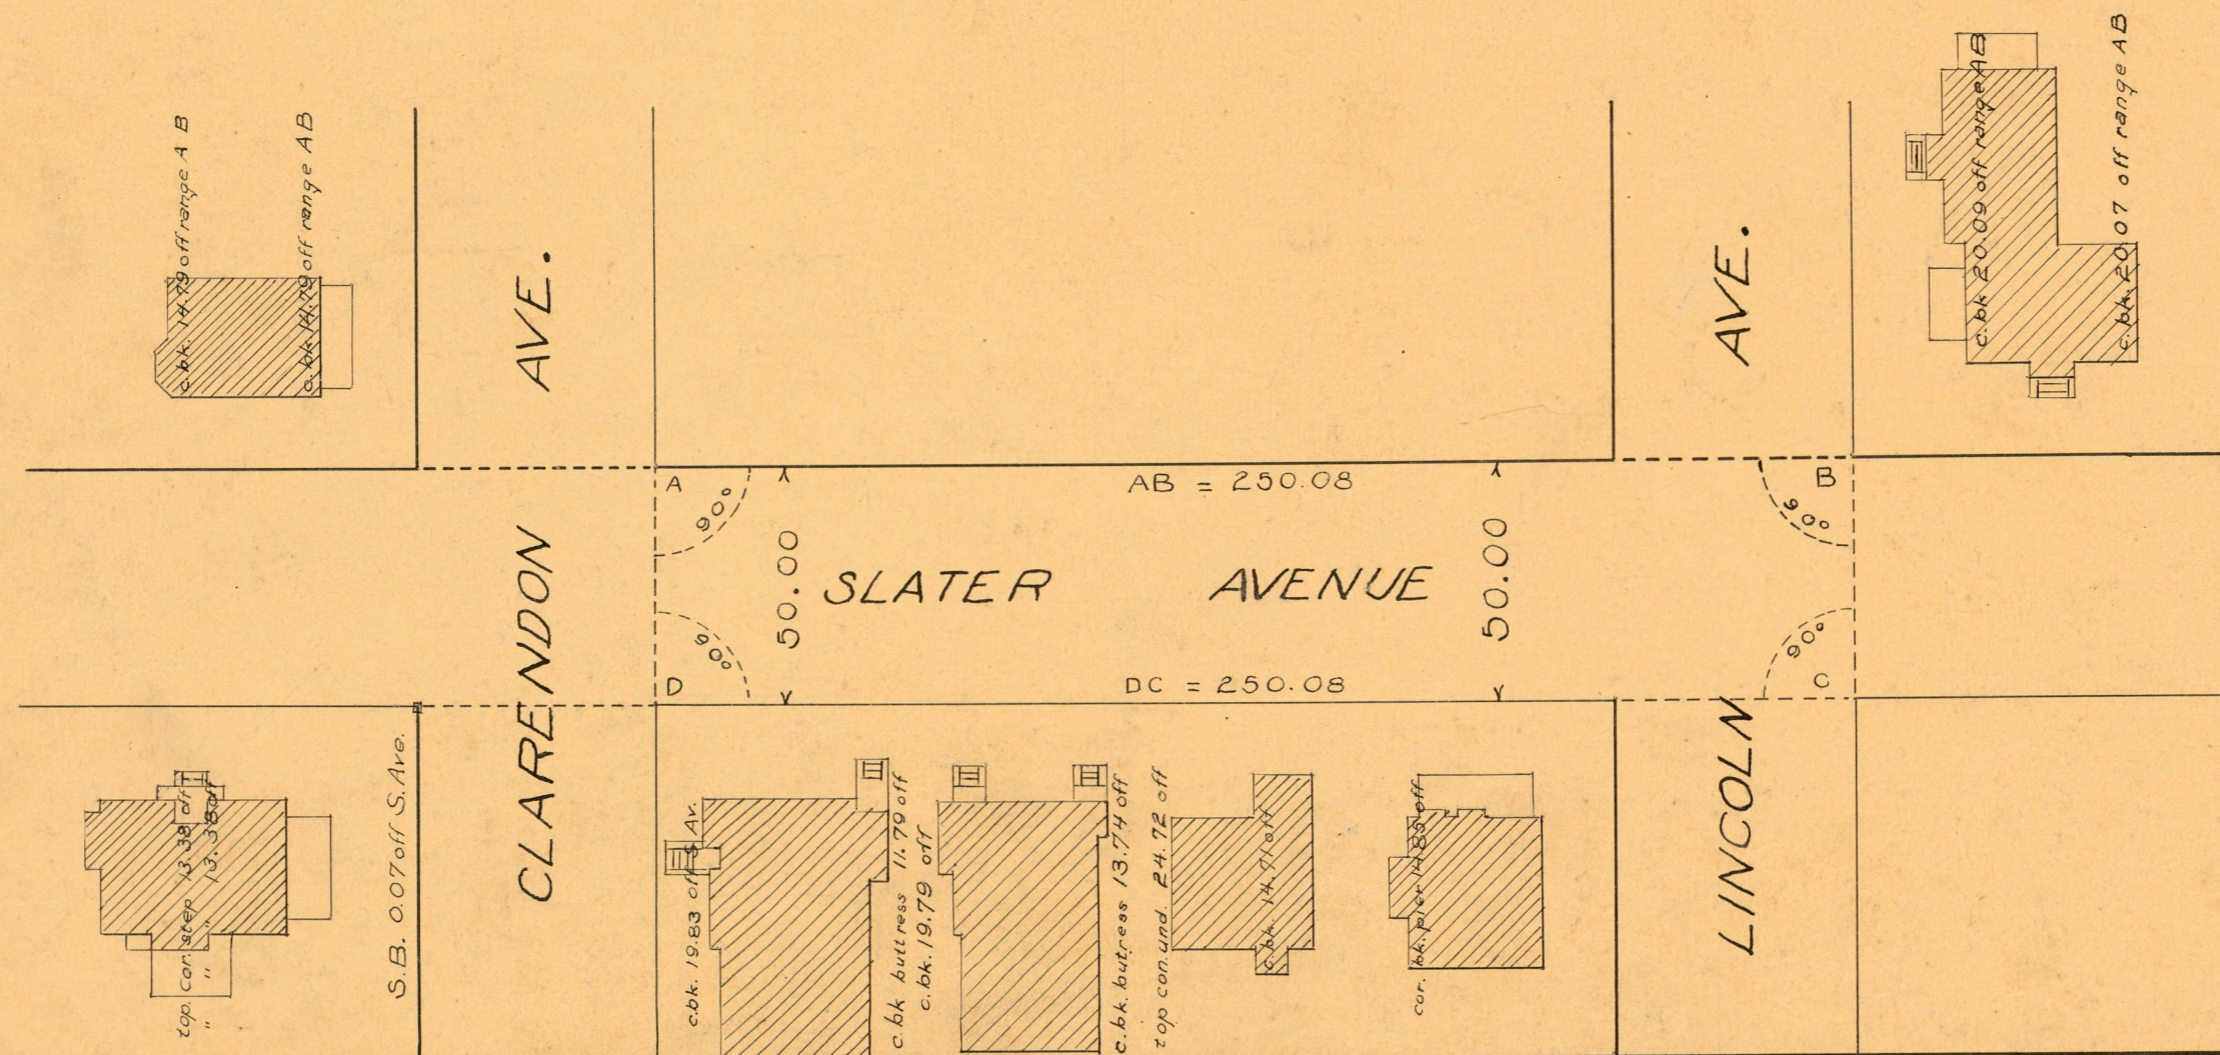 c.bk. 14.79 off range A B
c.bk 14.79 off range AB
CLARENDON AVE.
LINCOLN AVE.
c.bk 20.09 off range AB
c. bk. 20.07 off range AB
A
90°
AB = 250.08
B
90°
50.00
SLATER AVENUE
50.00
D
90°
DC = 250.08
C
90°
top. cor. step 13.38 off
" " " 13.38 off
S.B. 0.07 off S. Ave.
c.bk. 19.83 off S. Av.
c.bk buttress 11.79 off
c.bk. 19.79 off
c.bk. butress 13.74 off
top con. und. 24.72 off
c.bk. 14.71 off
cor. bk. pier 14.85 off